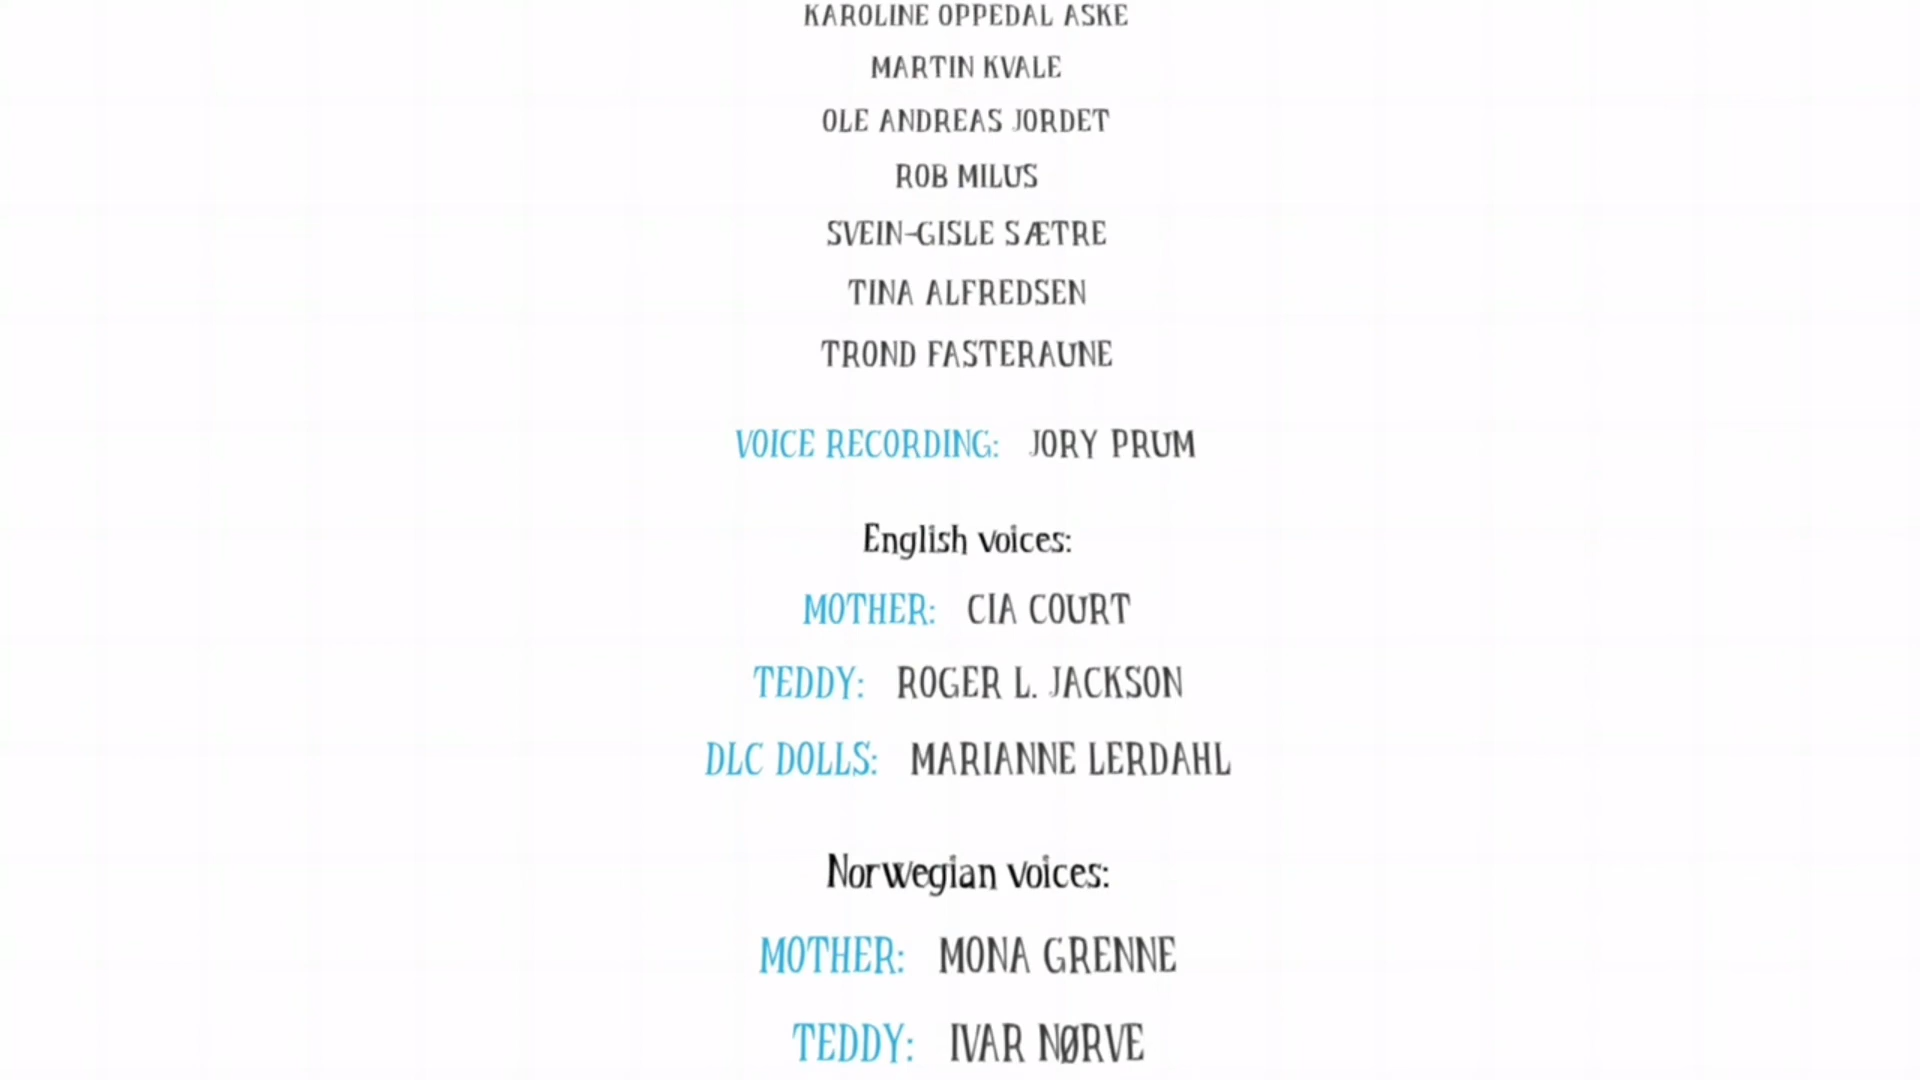 KAROLINE OPPEDAL ASKE
MARTIN KVALE
OLE ANDREAS JORDET
ROB MILUS
SVEIN-GISLE SÆTRE
TINA ALFREDSEN
TROND FASTERAUNE
VOICE RECORDING: JORY PRUM
English voices:
MOTHER: CIA COURT
TEDDY: ROGER L. JACKSON
DLC DOLLS: MARIANNE LERDAHL
Norwegian voices:
MOTHER: MONA GRENNE
TEDDY: IVAR NØRVE